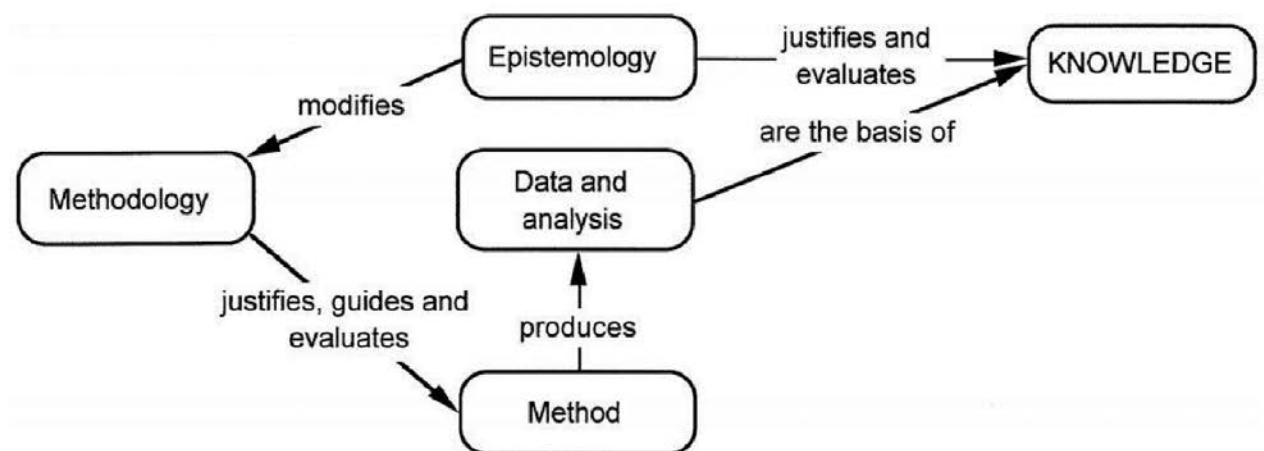 Epistemology
justifies and
evaluates
KNOWLEDGE
modifies
are the basis of
Methodology
Data and
analysis
justifies, guides and
evaluates
produces
Method